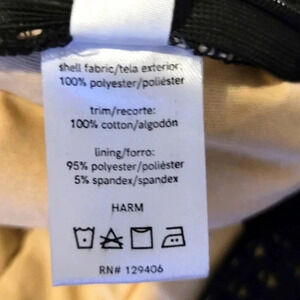 shell fabric/tela exterior:
100% polyester/poliéster
trim/recorte:
100% cotton/algodón
lining/forro:
95% polyester/poliéster
5% spandex/spandex
HARM
RN# 129406